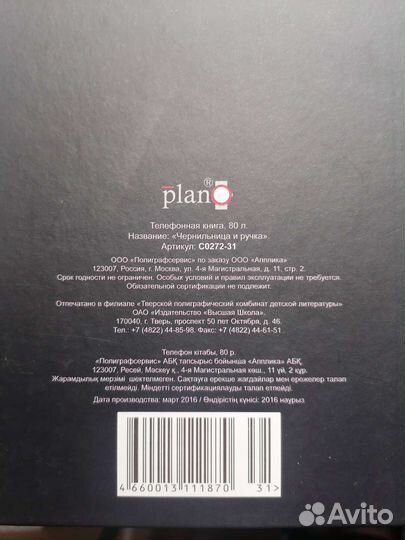 plano®
Телефонная книга, 80 л.
Название: «Чернильница и ручка».
Артикул: С0272-31
ООО «Полиграфсервис» по заказу ООО «Апплика»
123007, Россия, г. Москва, ул. 4-я Магистральная, д. 11, стр. 2.
Срок годности не ограничен. Особых условий и правил эксплуатации не требуется.
Обязательной сертификации не подлежит.
Отпечатано в филиале «Тверской полиграфический комбинат детской литературы»
ОАО «Издательство «Высшая Школа».
170040, г. Тверь, проспект 50 лет Октября, д. 46.
Тел.: +7 (4822) 44-85-98. Факс: +7 (4822) 44-61-51
Телефон кітабы, 80 р.
«Полиграфсервис» АБҚ тапсырыс бойынша «Апплика» АБҚ,
123007, Ресей, Мәскеу қ., 4-я Магистральная көш., 11 үй, 2 құр.
Жарамдылық мерзімі шектелмеген. Сақтауға ерекше жағдайлар мен ережелер талап
етілмейді. Міндетті сертификациялауды талап етпейді.
Дата производства: март 2016 / Өндірістің күнісі: 2016 наурыз
4 660013 111870 31>
Avito